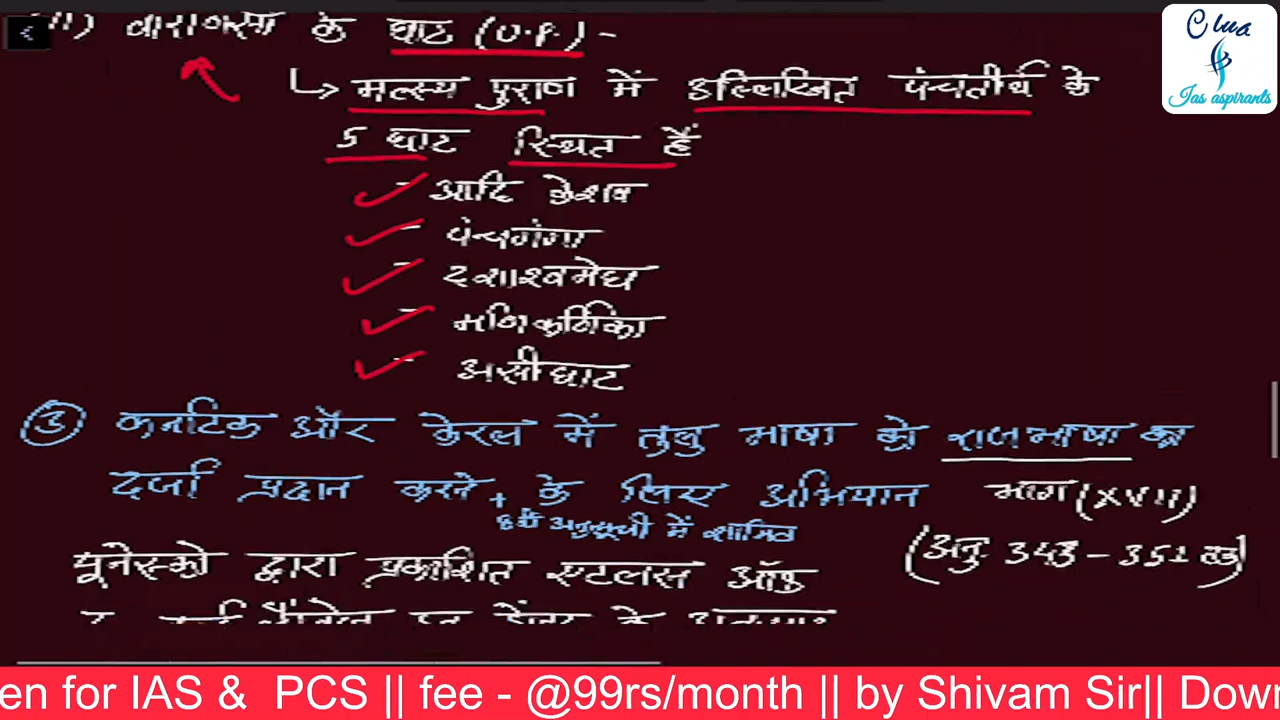 वाराणसी के घाट (U.P.) -
Clua
Ias aspirants
↳ मत्स्य पुराण में उल्लिखित पंचतीर्थ के
5 घाट स्थित हैं
- आदि केशव
- पंचगंगा
- दशाश्वमेघ
- मणिकर्णिका
- असीघाट
③ कर्नाटक और केरल में तुलु भाषा को राजभाषा का
दर्जा प्रदान करने + के लिए अभियान भाग (XVII)
8वीं अनुसूची में शामिल
(अनु. 343 - 351 तक)
यूनेस्को द्वारा प्रकाशित एटलस ऑफ
en for IAS & PCS || fee - @99rs/month || by Shivam Sir|| Down